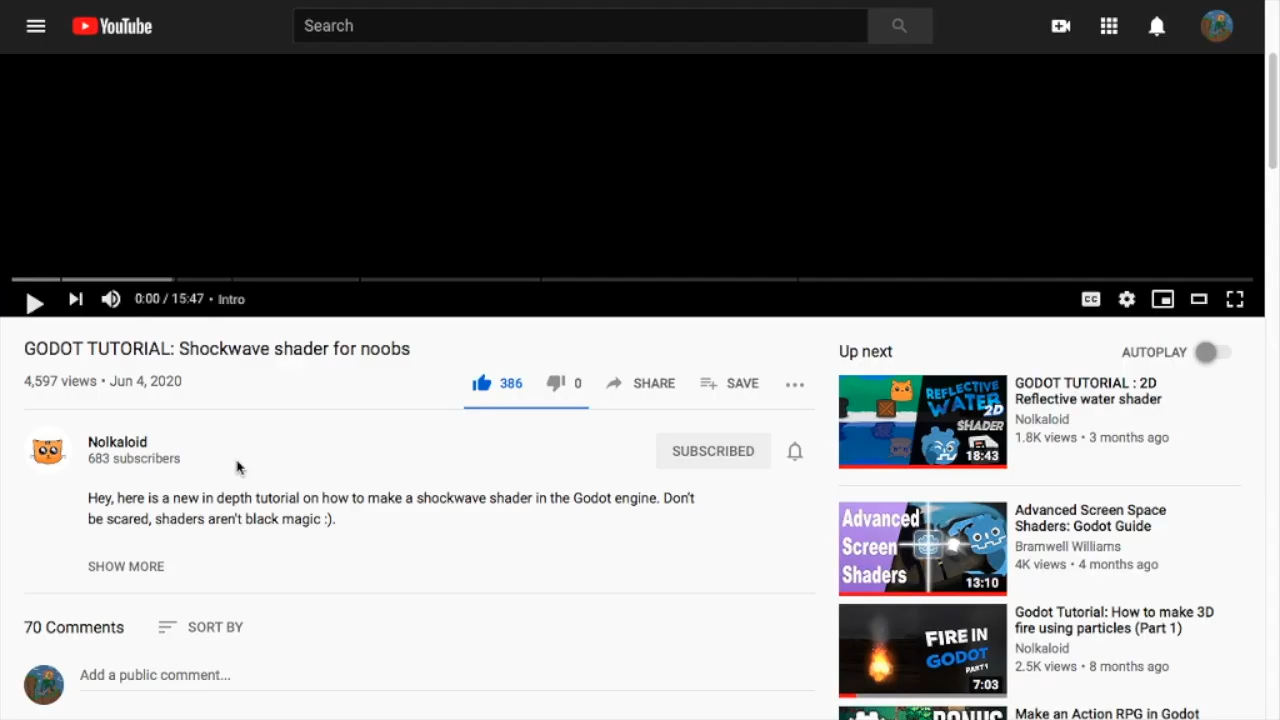 YouTube
Search
0:00 / 15:47 • Intro
CC
GODOT TUTORIAL: Shockwave shader for noobs
4,597 views • Jun 4, 2020
386
0
SHARE
SAVE
Nolkaloid
683 subscribers
SUBSCRIBED
Hey, here is a new in depth tutorial on how to make a shockwave shader in the Godot engine. Don't
be scared, shaders aren't black magic :).
SHOW MORE
70 Comments
SORT BY
Add a public comment...
Up next
AUTOPLAY
REFLECTIVE
WATER 2D
SHADER
18:43
GODOT TUTORIAL : 2D
Reflective water shader
Nolkaloid
1.8K views • 3 months ago
Advanced
Screen
Shaders
13:10
Advanced Screen Space
Shaders: Godot Guide
Bramwell Williams
4K views • 4 months ago
FIRE IN
GODOT
PART 1
7:03
Godot Tutorial: How to make 3D
fire using particles (Part 1)
Nolkaloid
2.5K views • 8 months ago
BONUS
Make an Action RPG in Godot